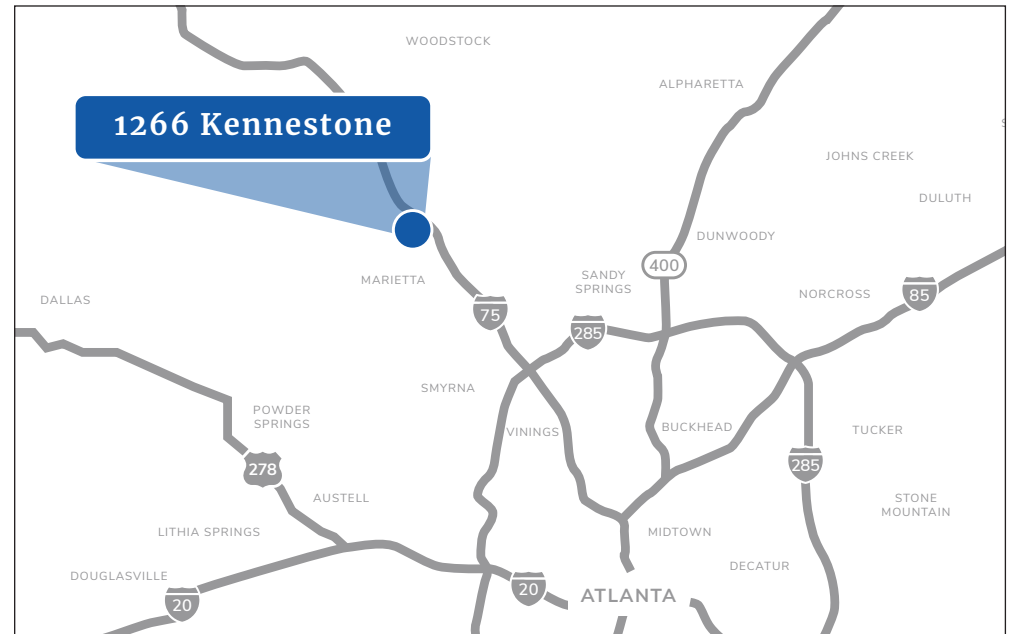 WOODSTOCK
ALPHARETTA
1266 Kennestone
JOHNS CREEK
DULUTH
DUNWOODY
400
MARIETTA
SANDY
SPRINGS
NORCROSS
85
DALLAS
75
285
SMYRNA
POWDER
SPRINGS
VININGS
BUCKHEAD
TUCKER
278
285
AUSTELL
STONE
MOUNTAIN
LITHIA SPRINGS
MIDTOWN
DECATUR
DOUGLASVILLE
20
20
ATLANTA